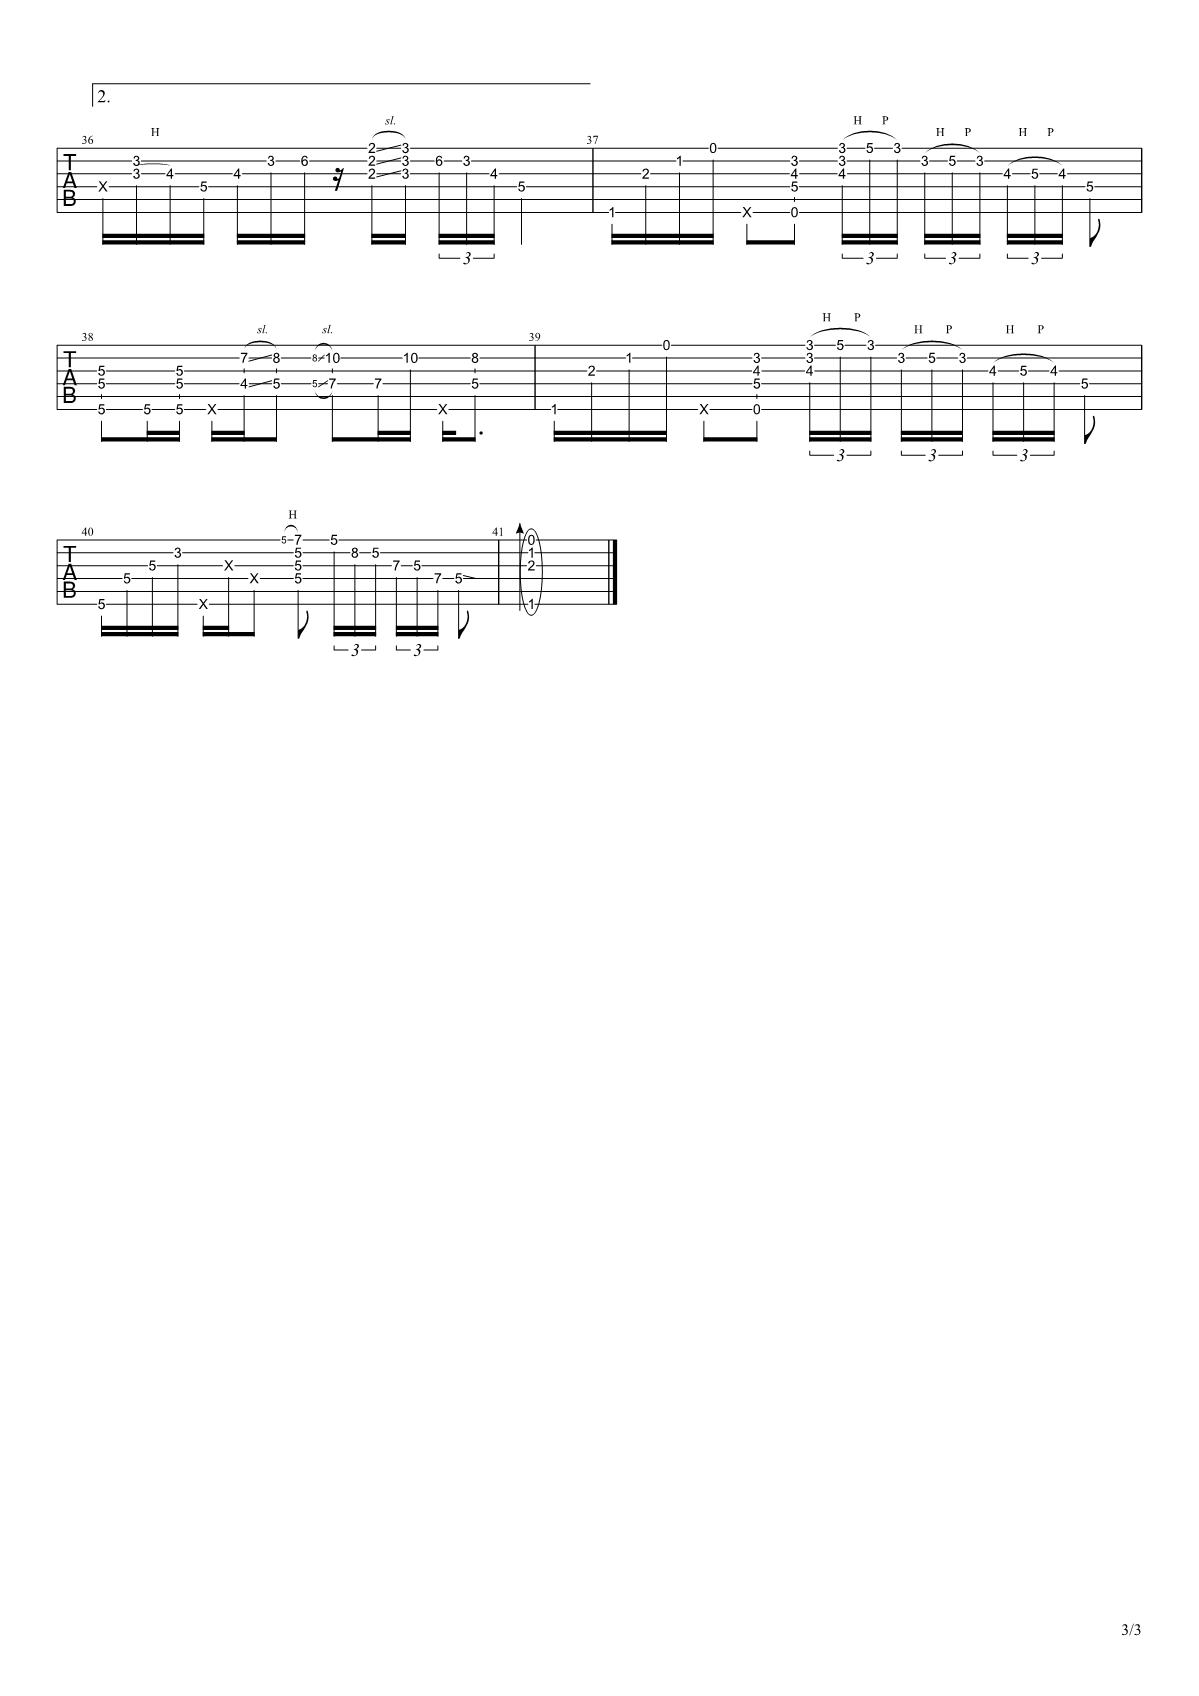 2.
H sl. H P H P H P
36 37
2 3 0 3 5 3
3 3 6 2 3 6 3 1 3 3 3 5 3
3 4 4 2 3 4 2 4 4 4 5 4
X 5 5 5 5
1 X 0
TAB
3 3 3 3
sl. sl. H P H P H P
38 39
0 3 5 3
7 8 8 10 10 8 1 3 3 3 5 3
5 5 2 4 4 4 5 4
5 5 4 5 5 7 7 5 5 5
5 5 5 X X 1 X 0
TAB
3 3 3
H
40 41
5 7 5 0
3 5 8 5 1
5 X 5 7 5 2
5 X 5 7 5
5 X 1
TAB
3 3
3/3